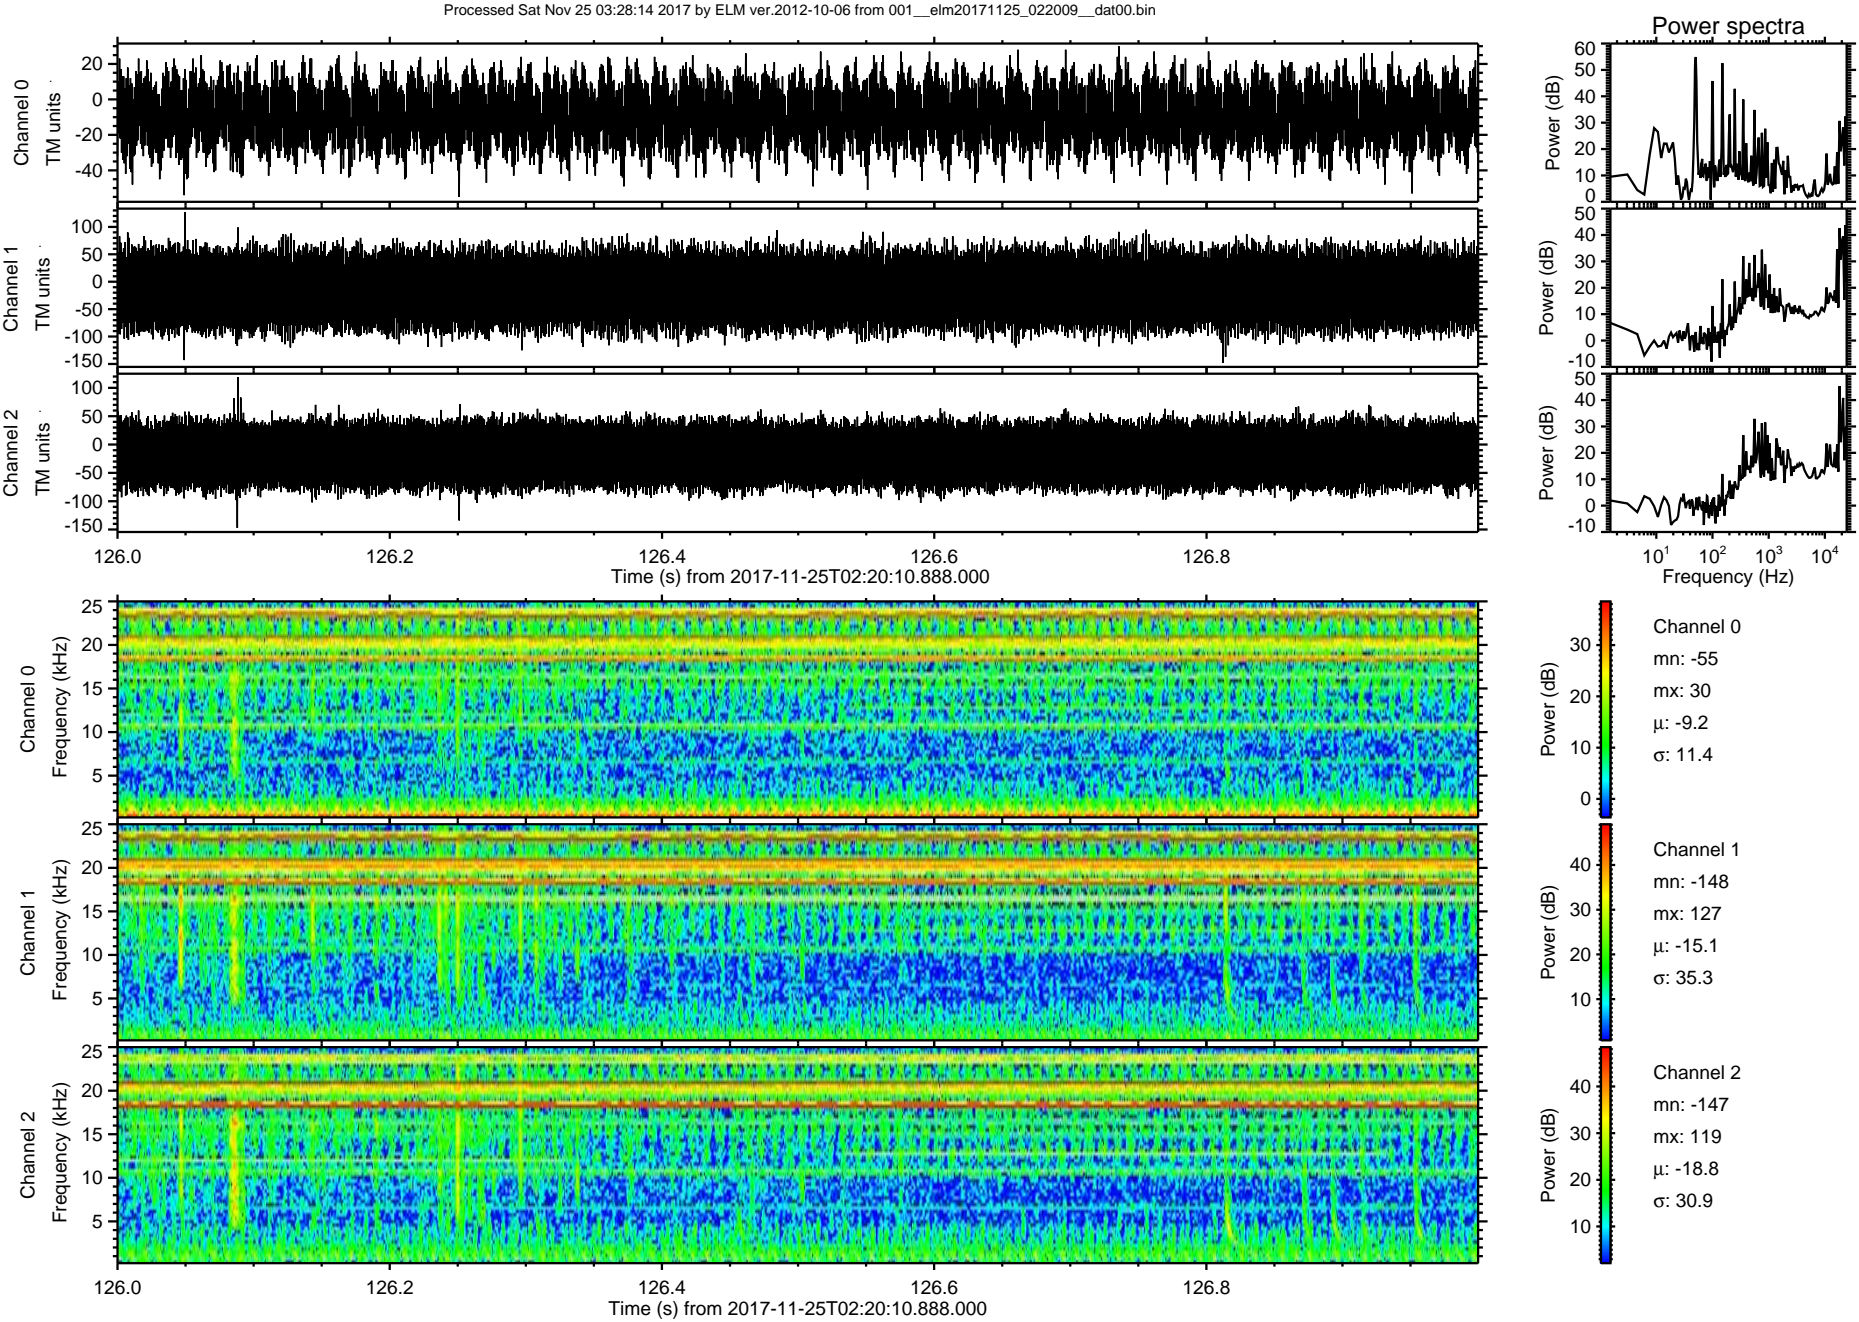 Processed Sat Nov 25 03:28:14 2017 by ELM ver.2012-10-06 from 001__elm20171125_022009__dat00.bin
Power spectra
Channel 0
TM units
20
0
-20
-40
Power (dB)
60
50
40
30
20
10
0
Channel 1
TM units
100
50
0
-50
-100
-150
Power (dB)
50
40
30
20
10
0
-10
Channel 2
TM units
100
50
0
-50
-100
-150
Power (dB)
50
40
30
20
10
0
-10
126.0 126.2 126.4 126.6 126.8
Time (s) from 2017-11-25T02:20:10.888.000
10^1 10^2 10^3 10^4
Frequency (Hz)
Channel 0
Frequency (kHz)
25
20
15
10
5
Power (dB)
30
20
10
0
Channel 0
mn: -55
mx: 30
μ: -9.2
σ: 11.4
Channel 1
Frequency (kHz)
25
20
15
10
5
Power (dB)
40
30
20
10
Channel 1
mn: -148
mx: 127
μ: -15.1
σ: 35.3
Channel 2
Frequency (kHz)
25
20
15
10
5
Power (dB)
40
30
20
10
Channel 2
mn: -147
mx: 119
μ: -18.8
σ: 30.9
126.0 126.2 126.4 126.6 126.8
Time (s) from 2017-11-25T02:20:10.888.000